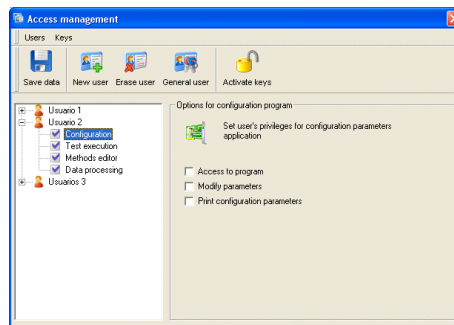 Access management
Users Keys
Save data New user Erase user General user Activate keys
Usuario 1
Usuario 2
Configuration
Test execution
Methods editor
Data processing
Usuarios 3
Options for configuration program
Set user's privileges for configuration parameters
application
Access to program
Modify parameters
Print configuration parameters